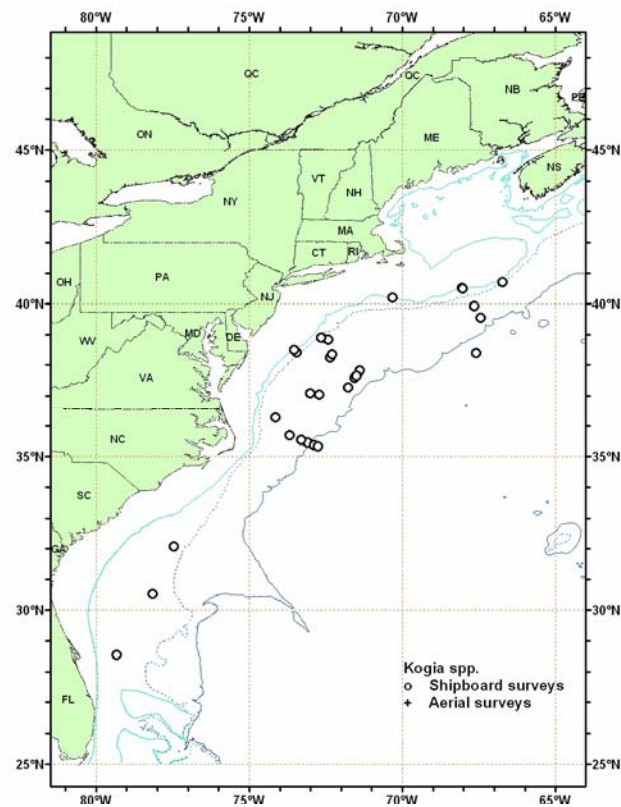 80°W 75°W 70°W 65°W
QC QC NB
PE
ON ME
45°N 45°N
VT NS
NH
NY
MA
CT RI
40°N 40°N
OH PA
NJ
MD DE
WV
VA
NC
35°N 35°N
SC
GA
30°N 30°N
Kogia spp.
Shipboard surveys
FL
Aerial surveys
25°N 25°N
80°W 75°W 70°W 65°W